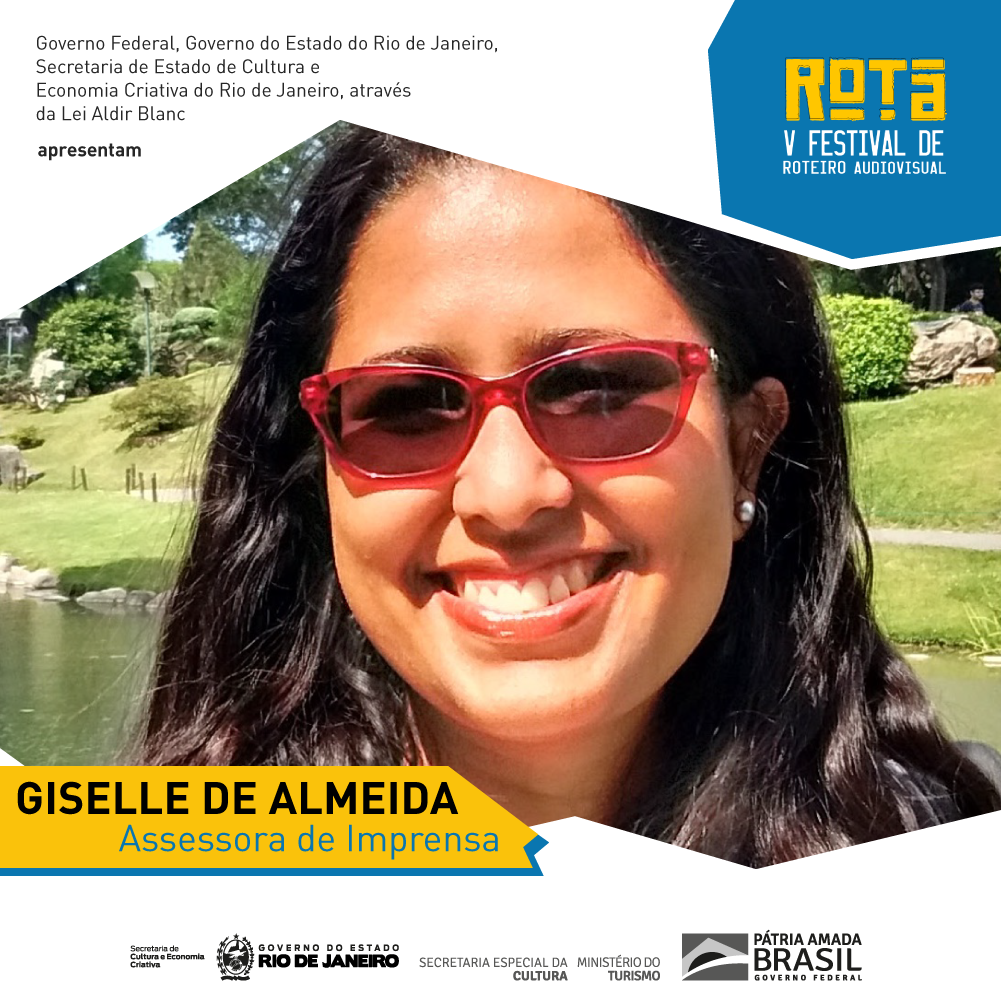 Governo Federal, Governo do Estado do Rio de Janeiro,
Secretaria de Estado de Cultura e
Economia Criativa do Rio de Janeiro, através
da Lei Aldir Blanc
apresentam
ROTA
V FESTIVAL DE
ROTEIRO AUDIOVISUAL
GISELLE DE ALMEIDA
Assessora de Imprensa
Secretaria de
Cultura e Economia
Criativa
GOVERNO DO ESTADO
RIO DE JANEIRO
SECRETARIA ESPECIAL DA
CULTURA
MINISTÉRIO DO
TURISMO
PÁTRIA AMADA
BRASIL
GOVERNO FEDERAL